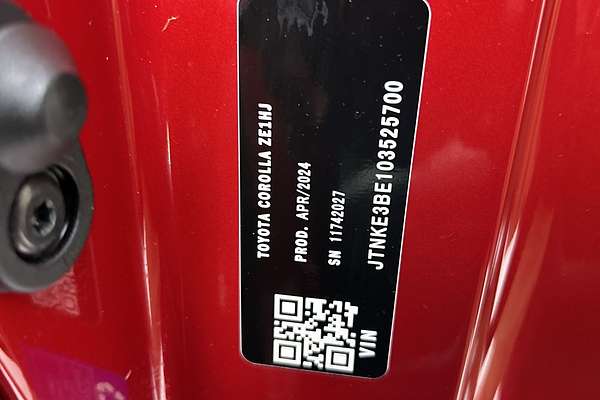 TOYOTA COROLLA ZE1HJ
PROD. APR/2024
SN 11742027
JTNKE3BE103525700
VIN